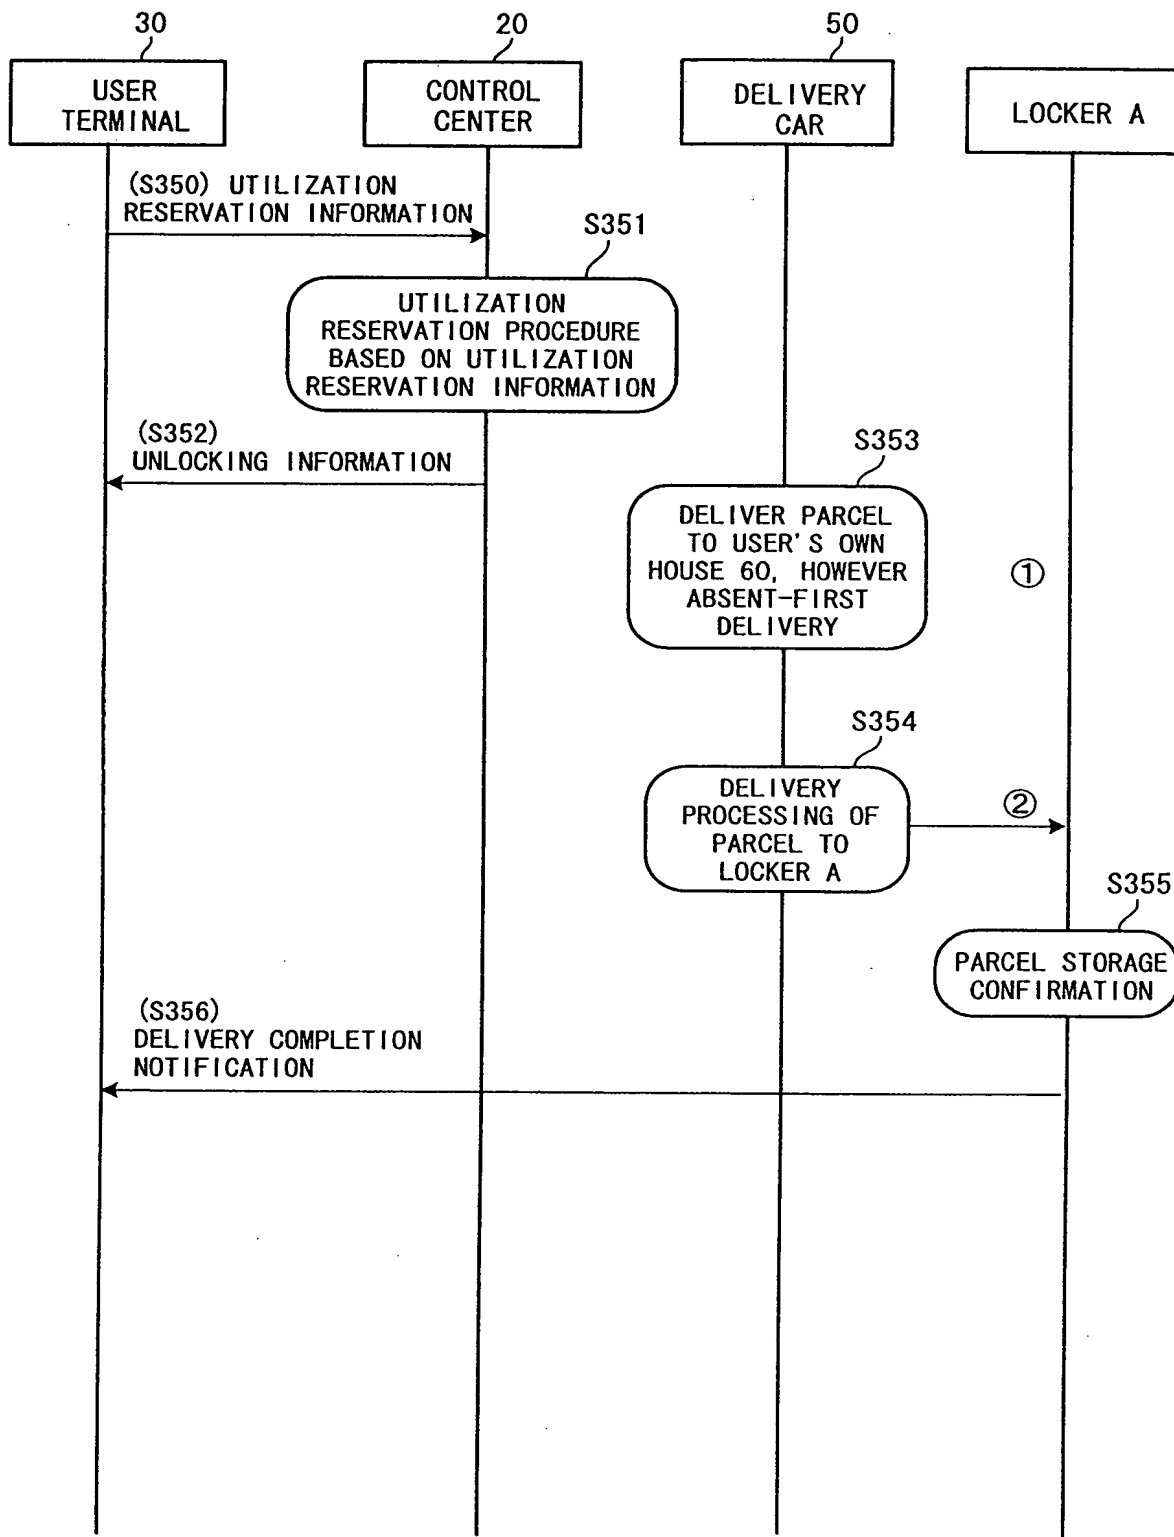 30
20
50
USER
TERMINAL
CONTROL
CENTER
DELIVERY
CAR
LOCKER A
(S350) UTILIZATION
RESERVATION INFORMATION
S351
UTILIZATION
RESERVATION PROCEDURE
BASED ON UTILIZATION
RESERVATION INFORMATION
(S352)
UNLOCKING INFORMATION
S353
DELIVER PARCEL
TO USER'S OWN
HOUSE 60, HOWEVER
ABSENT-FIRST
DELIVERY
①
S354
DELIVERY
PROCESSING OF
PARCEL TO
LOCKER A
②
S355
PARCEL STORAGE
CONFIRMATION
(S356)
DELIVERY COMPLETION
NOTIFICATION